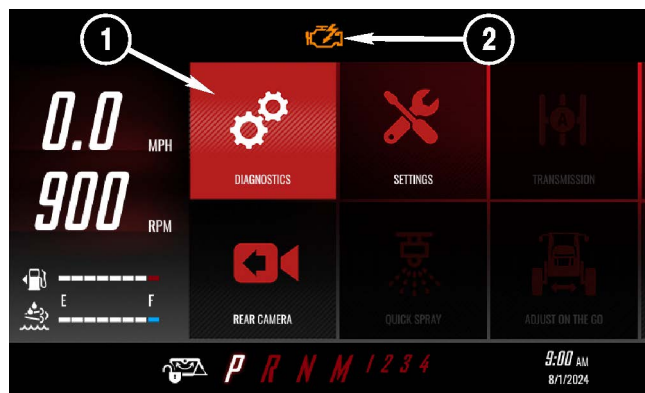 1
2
0.0 MPH
900 RPM
E F
DIAGNOSTICS
SETTINGS
TRANSMISSION
REAR CAMERA
QUICK SPRAY
ADJUST ON THE GO
P R N M 1 2 3 4
9:00 AM
8/1/2024